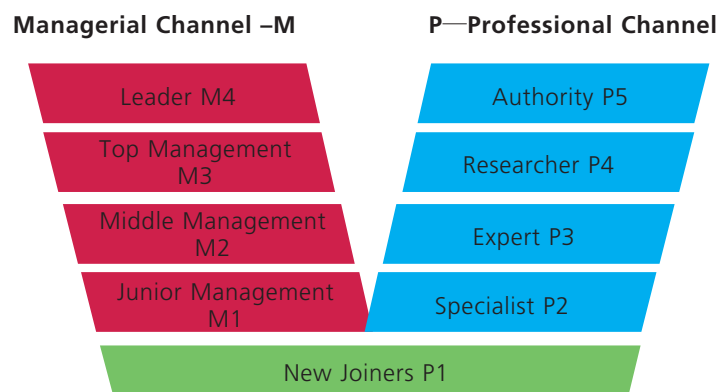 Managerial Channel –M
P—Professional Channel
Leader M4
Authority P5
Top Management
M3
Researcher P4
Middle Management
M2
Expert P3
Junior Management
M1
Specialist P2
New Joiners P1